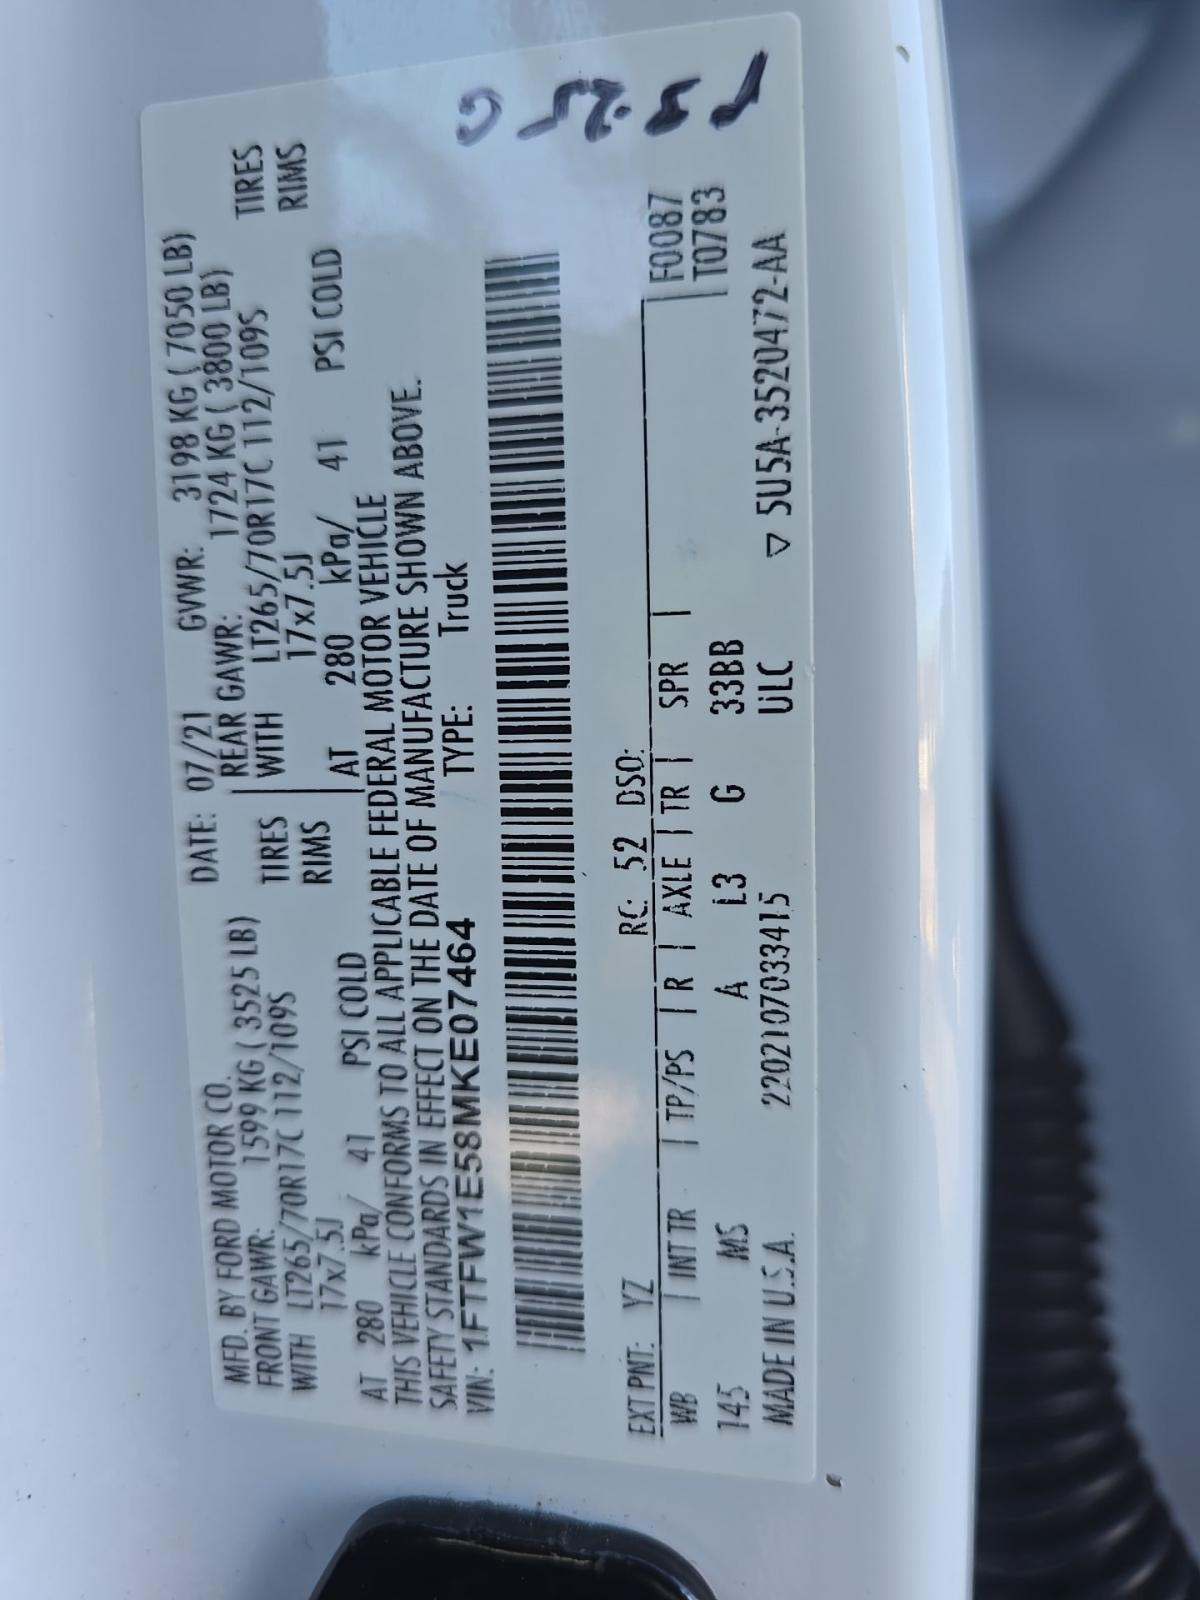 MFD. BY FORD MOTOR CO. DATE: 07/21 GVWR: 3198 KG ( 7050 LB)
FRONT GAWR: 1599 KG ( 3525 LB) REAR GAWR: 1724 KG ( 3800 LB)
WITH LT265/70R17C 112/109S TIRES WITH LT265/70R17C 112/109S TIRES
17x7.5J RIMS 17x7.5J RIMS
AT 280 kPa/ 41 PSI COLD AT 280 kPa/ 41 PSI COLD
THIS VEHICLE CONFORMS TO ALL APPLICABLE FEDERAL MOTOR VEHICLE
SAFETY STANDARDS IN EFFECT ON THE DATE OF MANUFACTURE SHOWN ABOVE.
VIN: 1FTFW1E58MKE07464 TYPE: Truck
EXT PNT: YZ RC: 52 DSO:
WB INT TR TP/PS R AXLE TR SPR F0087
T0783
145 MS A L3 G 33BB
ULC
MADE IN U.S.A. 2202107033415 ▽ 5U5A-3520472-AA